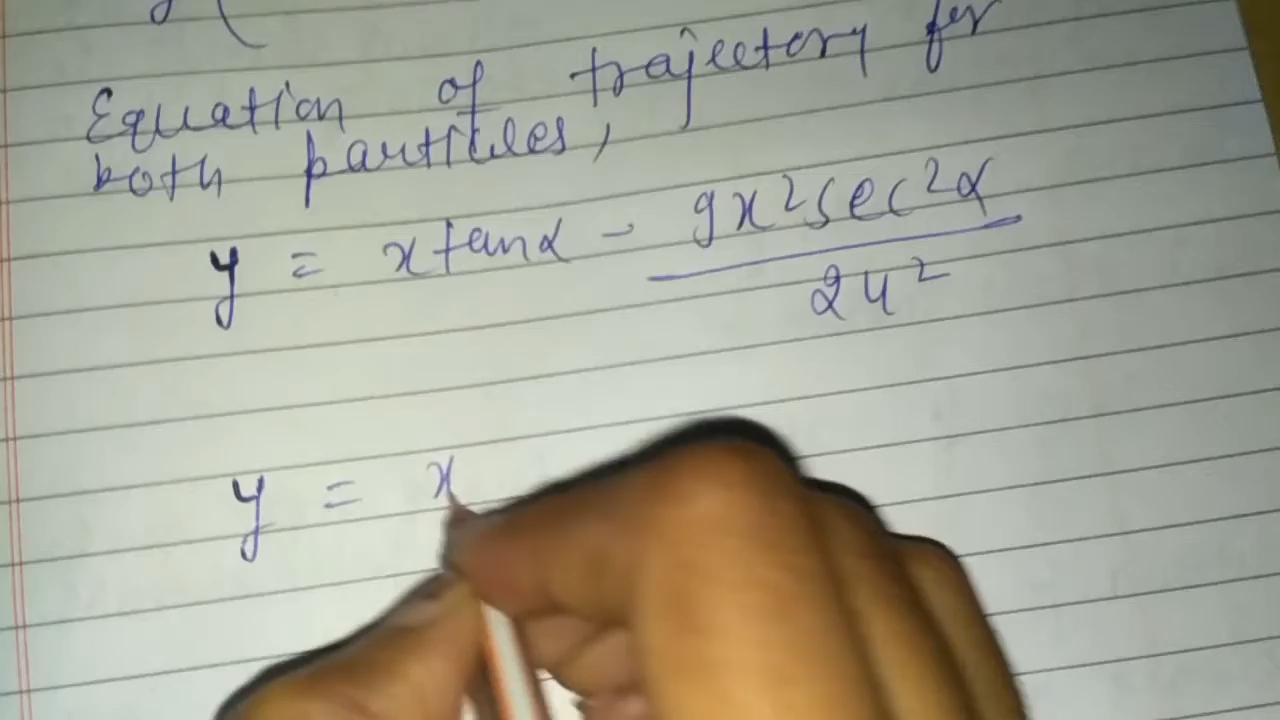 Equation of trajectory for
both particles,
y = x tanα - gx²sec²α / 2u²
y = x